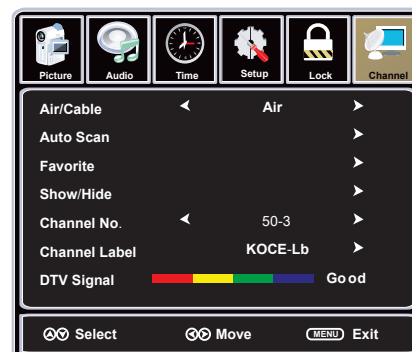 Picture Audio Time Setup Lock Channel
Air/Cable Air
Auto Scan
Favorite
Show/Hide
Channel No. 50-3
Channel Label KOCE-Lb
DTV Signal Good
Select Move MENU Exit